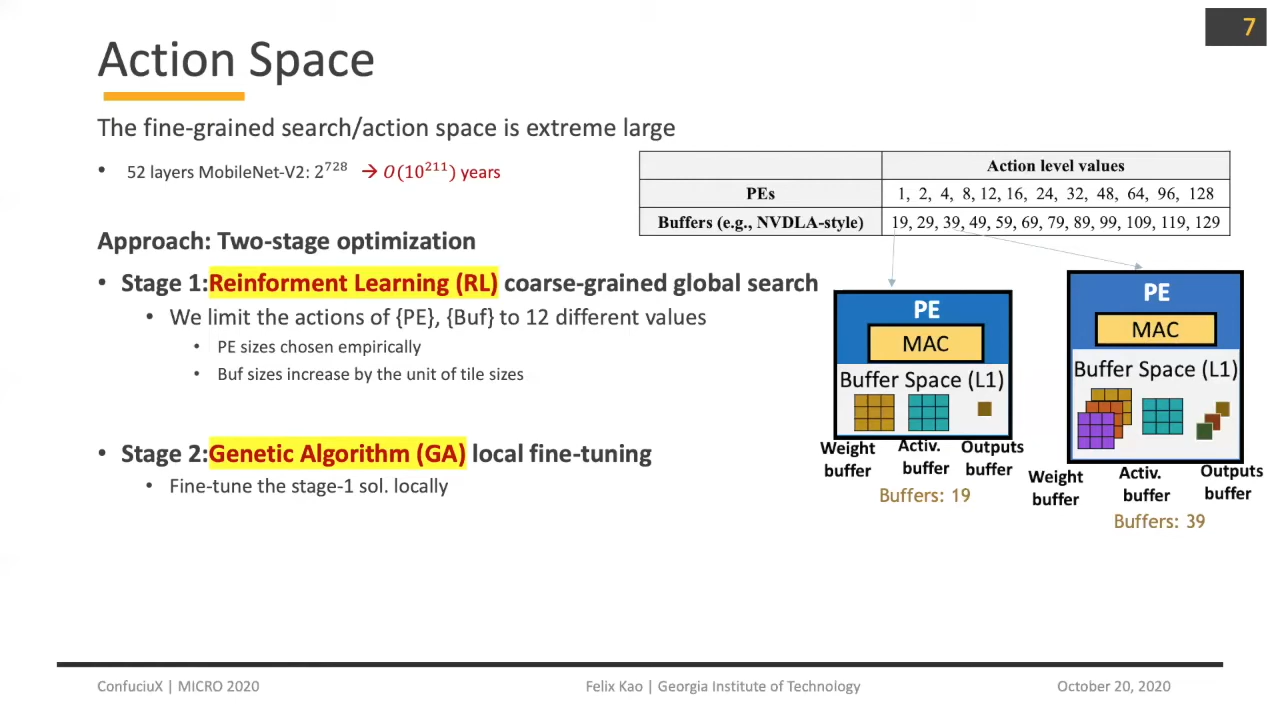 7
Action Space
The fine-grained search/action space is extreme large
• 52 layers MobileNet-V2: 2⁷²⁸ → O(10²¹¹) years
Action level values
PEs 1, 2, 4, 8, 12, 16, 24, 32, 48, 64, 96, 128
Buffers (e.g., NVDLA-style) 19, 29, 39, 49, 59, 69, 79, 89, 99, 109, 119, 129
Approach: Two-stage optimization
• Stage 1:Reinforment Learning (RL) coarse-grained global search
• We limit the actions of {PE}, {Buf} to 12 different values
• PE sizes chosen empirically
• Buf sizes increase by the unit of tile sizes
• Stage 2:Genetic Algorithm (GA) local fine-tuning
• Fine-tune the stage-1 sol. locally
PE
MAC
Buffer Space (L1)
Weight buffer
Activ. buffer
Outputs buffer
Buffers: 19
PE
MAC
Buffer Space (L1)
Weight buffer
Activ. buffer
Outputs buffer
Buffers: 39
ConfuciuX | MICRO 2020
Felix Kao | Georgia Institute of Technology
October 20, 2020